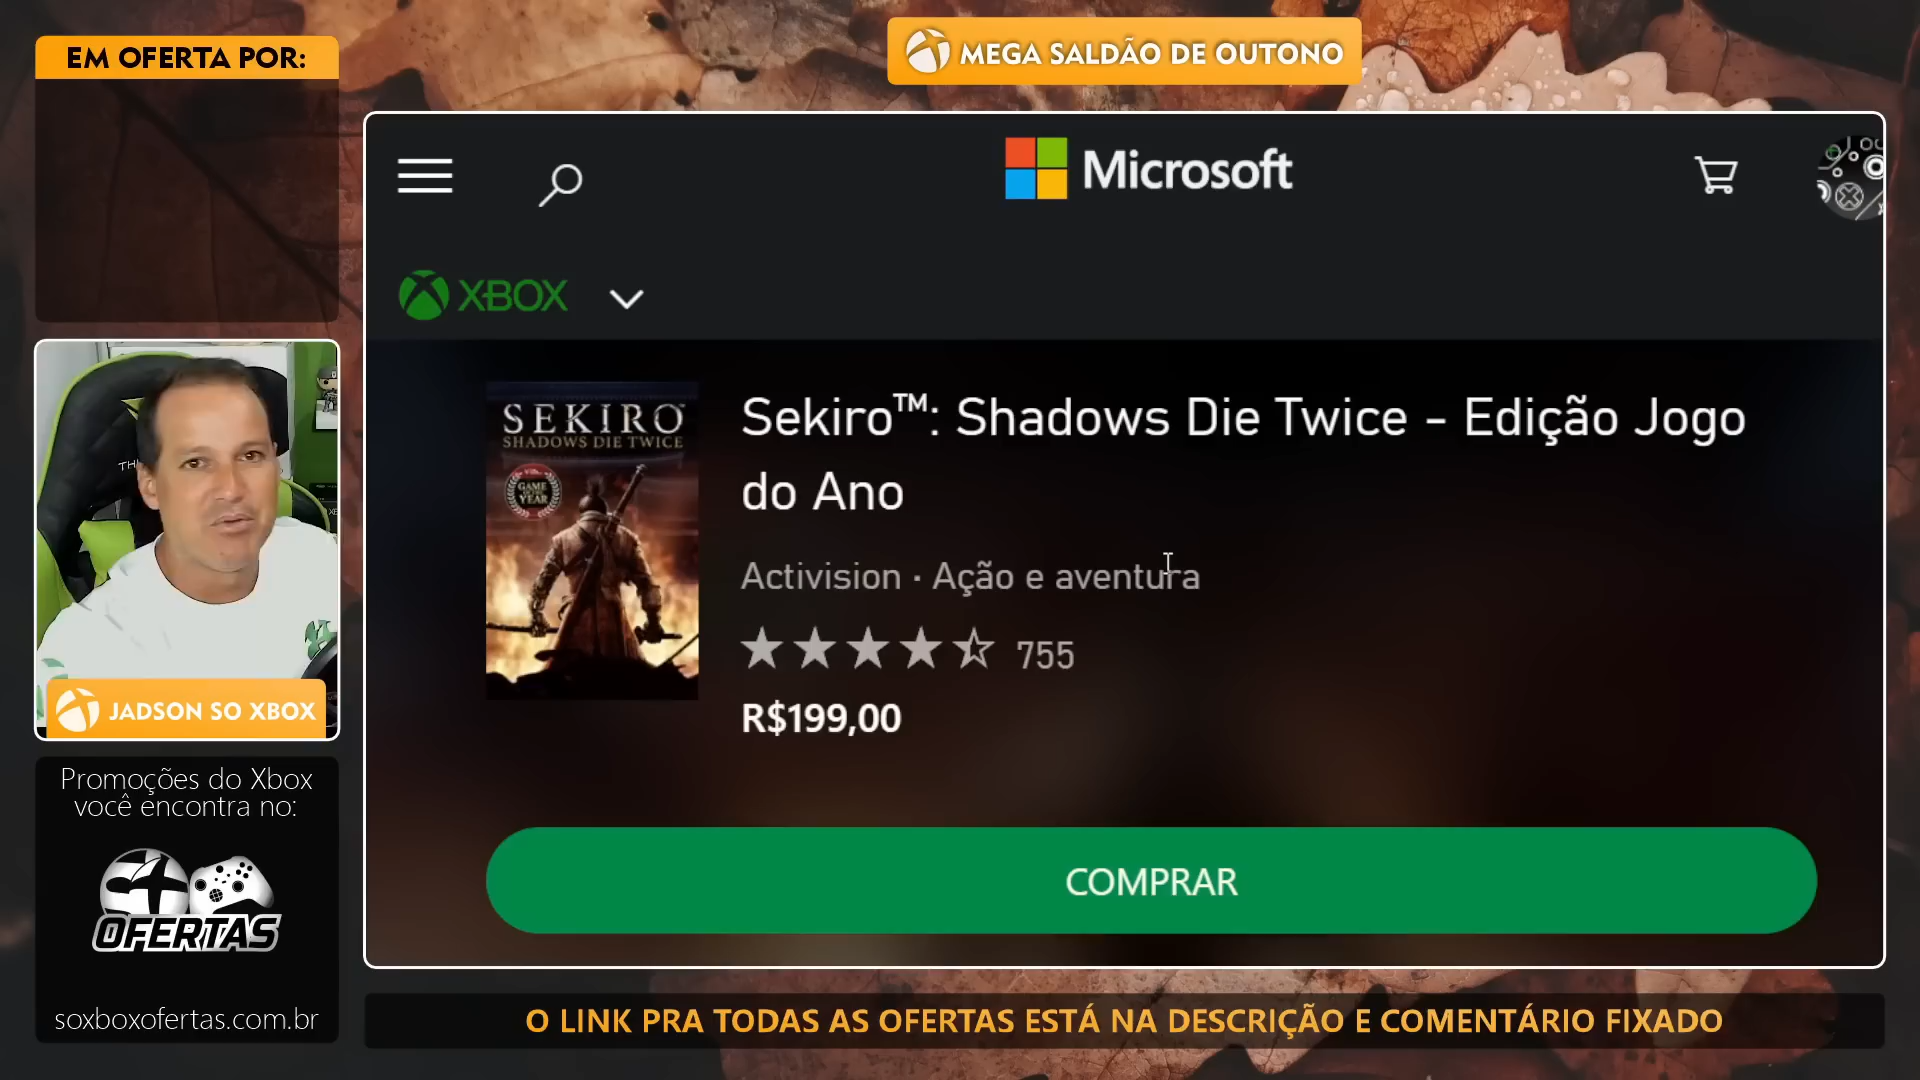 EM OFERTA POR:
MEGA SALDÃO DE OUTONO
Microsoft
XBOX
SEKIRO
SHADOWS DIE TWICE
GAME
OF THE
YEAR
Sekiro™: Shadows Die Twice - Edição Jogo
do Ano
Activision · Ação e aventura
755
R$199,00
COMPRAR
TH
JADSON SO XBOX
Promoções do Xbox
você encontra no:
OFERTAS
soxboxofertas.com.br
O LINK PRA TODAS AS OFERTAS ESTÁ NA DESCRIÇÃO E COMENTÁRIO FIXADO